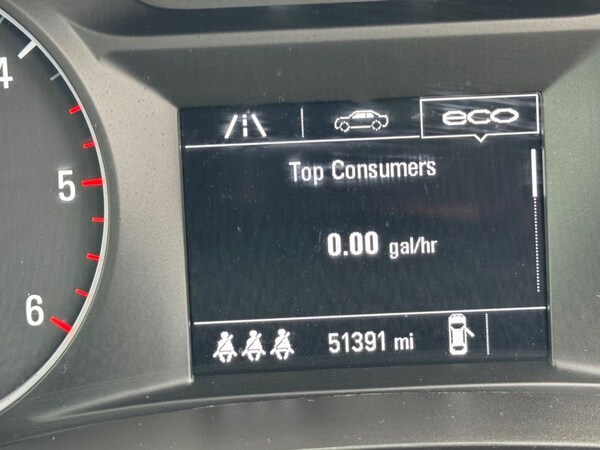 4
5
6
eco
Top Consumers
0.00 gal/hr
51391 mi